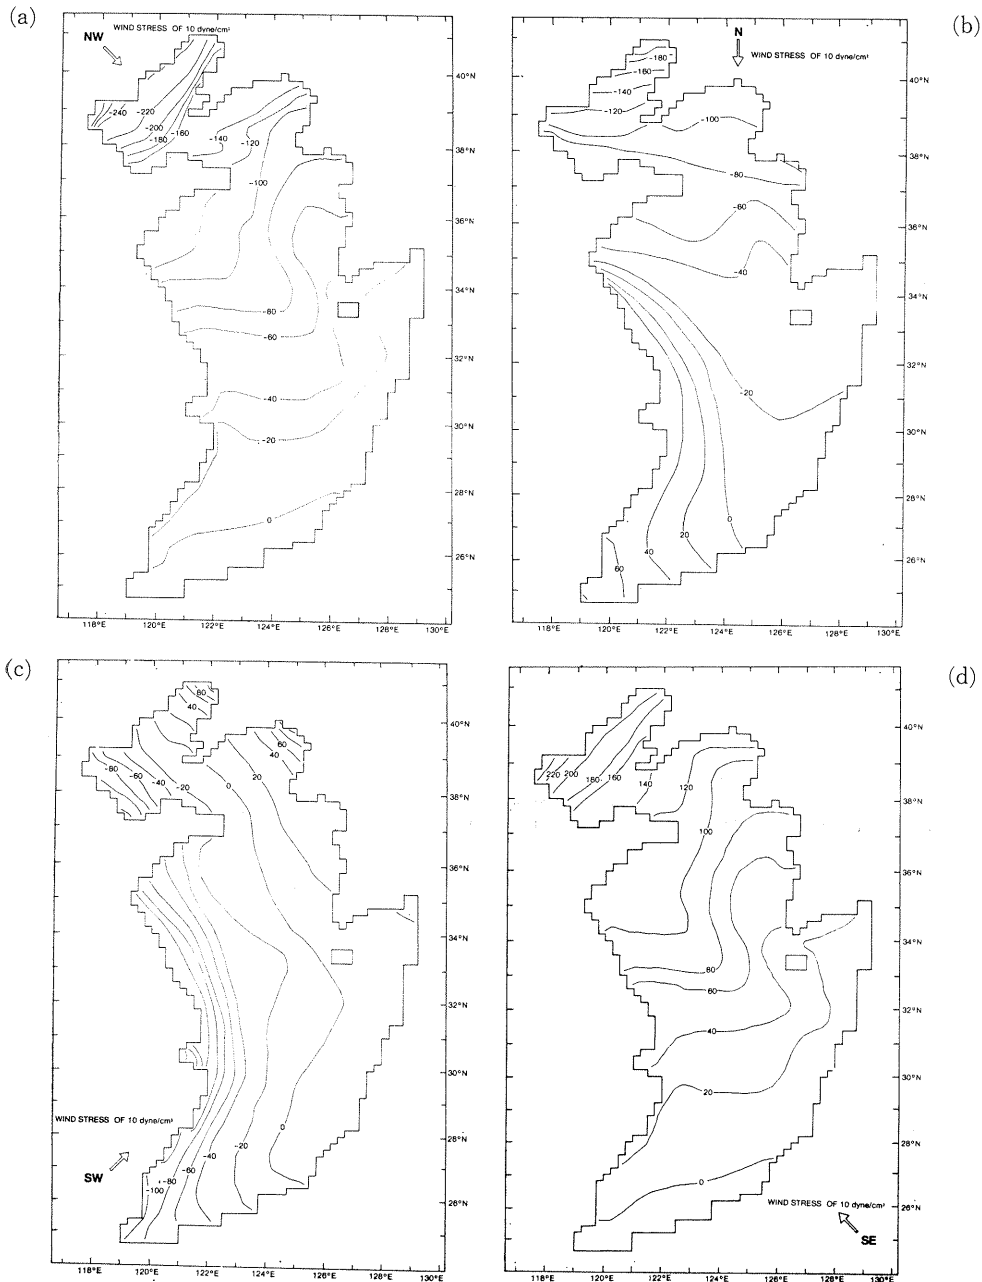 (a)
WIND STRESS OF 10 dyne/cm²
NW
-240
-220
-200
-160
-180
-140
-120
-100
-80
-60
-40
-20
0
40°N
38°N
36°N
34°N
32°N
30°N
28°N
26°N
118°E 120°E 122°E 124°E 126°E 128°E 130°E
(b)
N
WIND STRESS OF 10 dyne/cm²
-180
-160
-140
-120
-100
-80
-60
-40
-20
0
20
40
60
40°N
38°N
36°N
34°N
32°N
30°N
28°N
26°N
118°E 120°E 122°E 124°E 126°E 128°E 130°E
(c)
80
40
60
40
20
0
-20
-40
-60
-80
0
-20
-40
-60
-80
-100
WIND STRESS OF 10 dyne/cm²
SW
40°N
38°N
36°N
34°N
32°N
30°N
28°N
26°N
118°E 120°E 122°E 124°E 126°E 128°E 130°E
(d)
220 200 180 160 140 120
100
80
60
40
20
0
WIND STRESS OF 10 dyne/cm²
SE
40°N
38°N
36°N
34°N
32°N
30°N
28°N
26°N
118°E 120°E 122°E 124°E 126°E 128°E 130°E